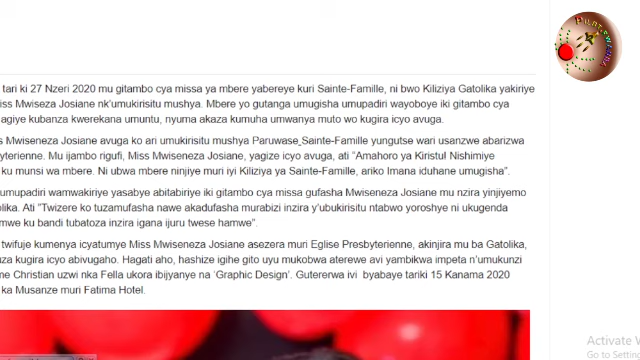 tari ki 27 Nzeri 2020 mu gitambo cya missa ya mbere yabereye kuri Sainte-Famille, ni bwo Kiliziya Gatolika yakiriye
iss Mwiseza Josiane nk'umukirisitu mushya. Mbere yo gutanga umugisha umupadiri wayoboye iki gitambo cya
agiye kubanza kwerekana umuntu, nyuma akaza kumuha umwanya muto wo kugira icyo avuga.
s Mwiseneza Josiane avuga ko ari umukirisitu mushya Paruwase Sainte-Famille yungutse wari usanzwe abarizwa
byterienne. Mu ijambo rigufi, Miss Mwiseneza Josiane, yagize icyo avuga, ati "Amahoro ya Kiristu! Nishimiye
ku munsi wa mbere. Ni ubwa mbere ninjiye muri iyi Kiliziya ya Sainte-Famille, ariko Imana iduhane umugisha".
umupadiri wamwakiriye yasabye abitabiriye iki gitambo cya missa gufasha Mwiseneza Josiane mu nzira yinjiyemo
olika. Ati "Twizere ko tuzamufasha nawe akadufasha murabizi inzira y'ubukirisitu ntabwo yoroshye ni ukugenda
mwe ku bandi tubatoza inzira igana ijuru twese hamwe".
twifuje kumenya icyatumye Miss Mwiseneza Josiane asezera muri Eglise Presbyterienne, akinjira mu ba Gatolika,
za kugira icyo abivugaho. Hagati aho, hashize igihe gito uyu mukobwa aterewe avi yambikwa impeta n'umukunzi
me Christian uzwi nka Fella ukora ibijyanye na 'Graphic Design'. Gutererwa ivi byabaye tariki 15 Kanama 2020
ka Musanze muri Fatima Hotel.
Activate
Go to Setting